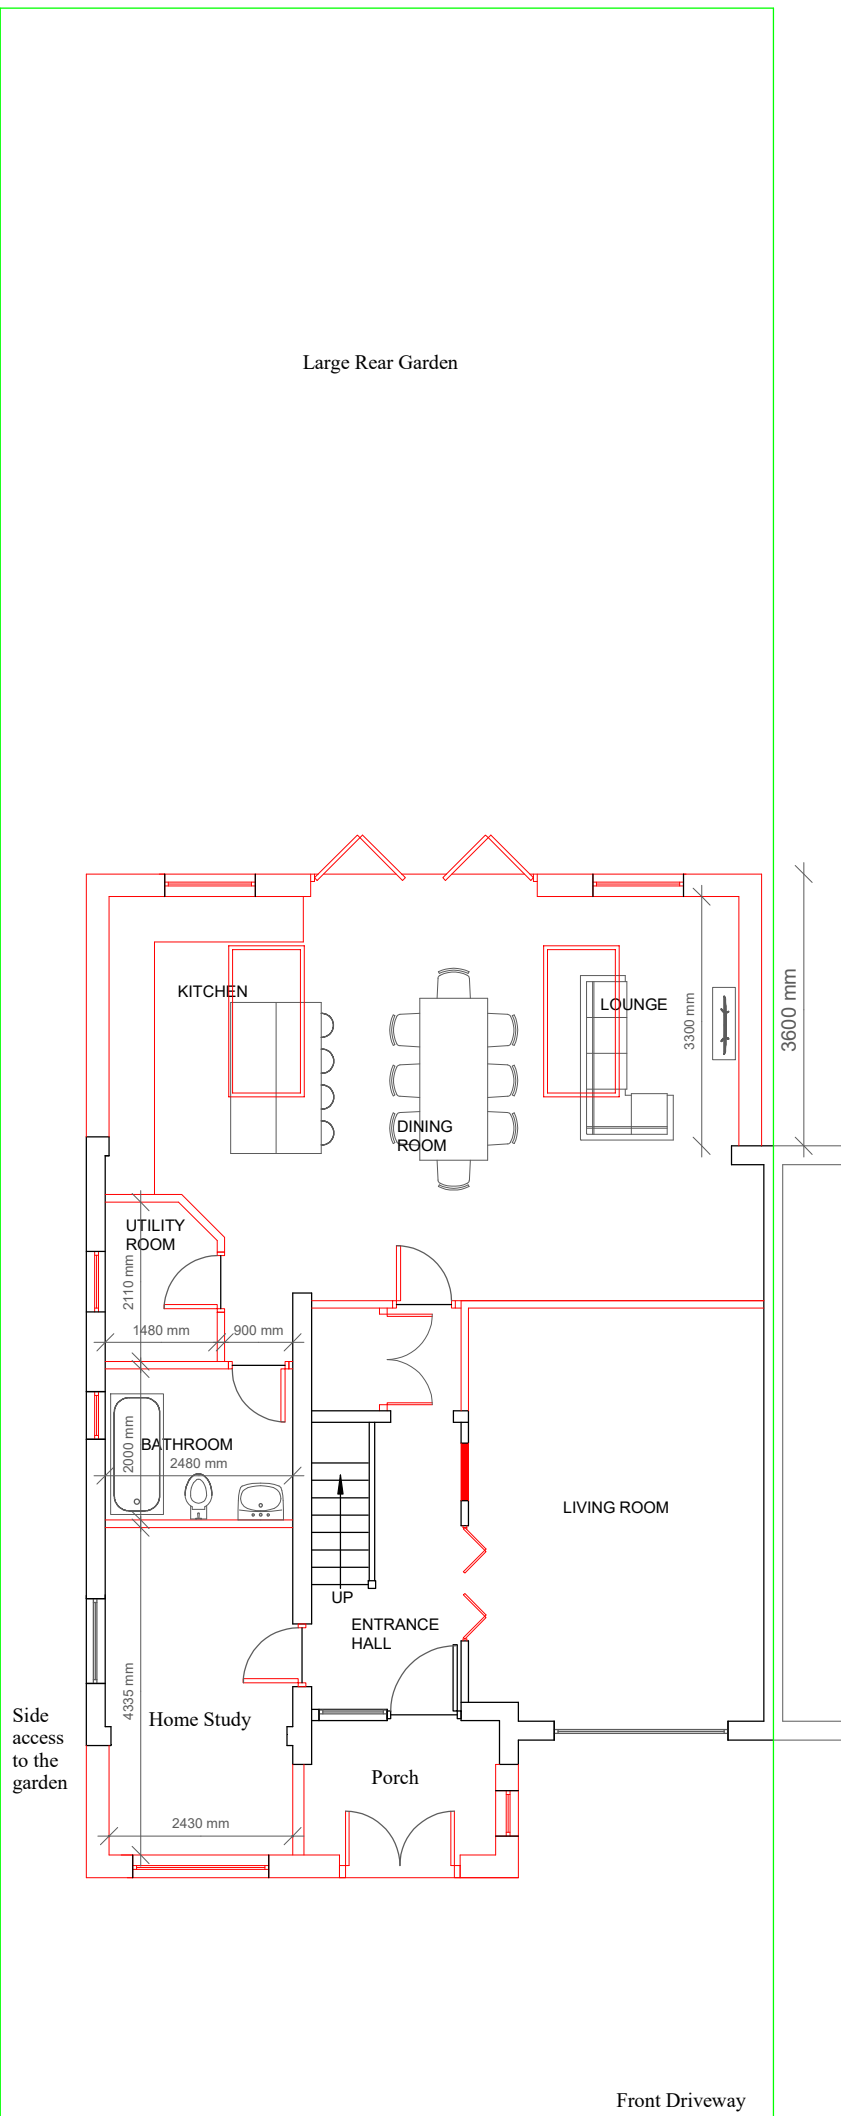 Large Rear Garden
KITCHEN
LOUNGE
3300 mm
3600 mm
DINING
ROOM
UTILITY
ROOM
2110 mm
1480 mm
900 mm
BATHROOM
2000 mm
2480 mm
LIVING ROOM
UP
ENTRANCE
HALL
4335 mm
Home Study
Side
access
to the
garden
Porch
2430 mm
Front Driveway